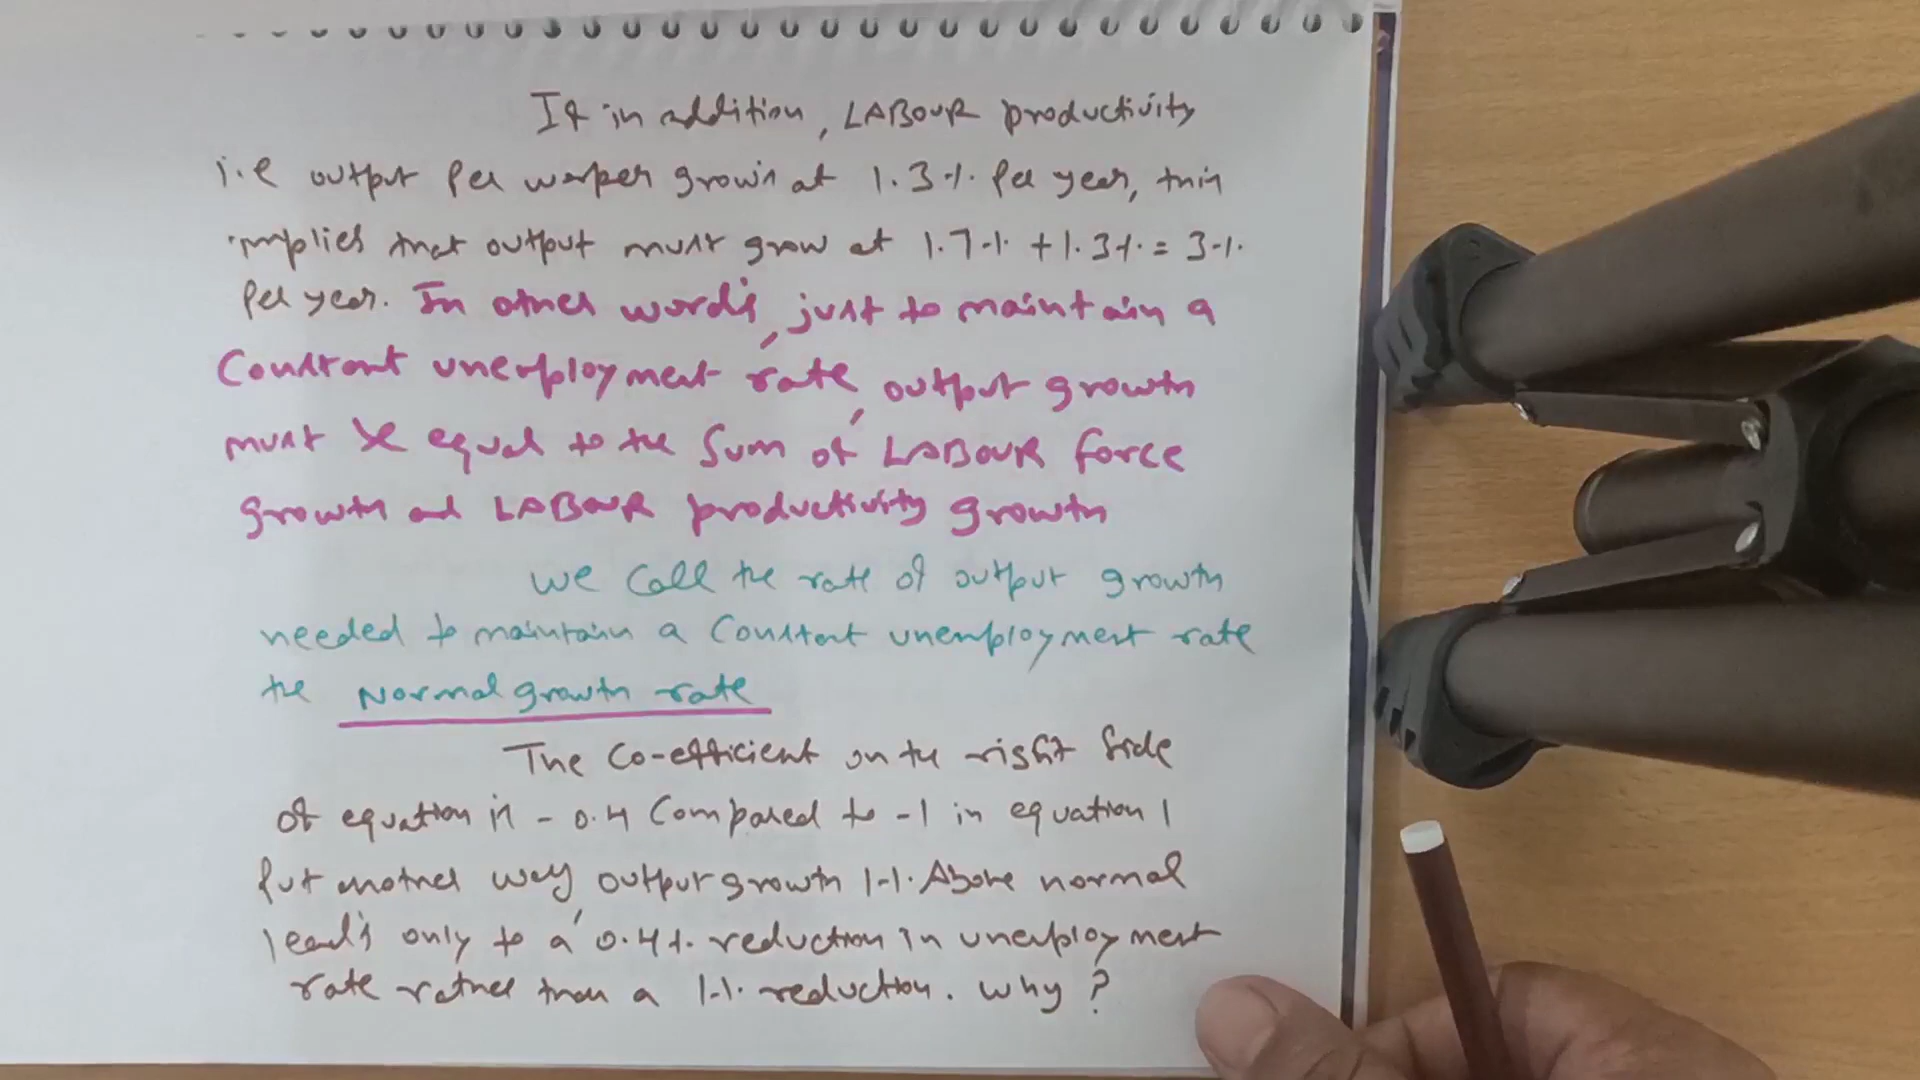 If in addition, LABOUR productivity
i.e output per worker grows at 1.3% per year, this
implies that output must grow at 1.7% + 1.3% = 3%
per year. In other words, just to maintain a
Constant unemployment rate, output growth
must be equal to the Sum of LABOUR force
growth and LABOUR productivity growth
we call the rate of output growth
needed to maintain a Constant unemployment rate
the Normal growth rate
The Co-efficient on the right side
of equation is - 0.4 Compared to -1 in equation 1
Put another way, output growth 1%. Above normal
leads only to a 0.4% reduction in unemployment
rate rather than a 1% reduction. Why?